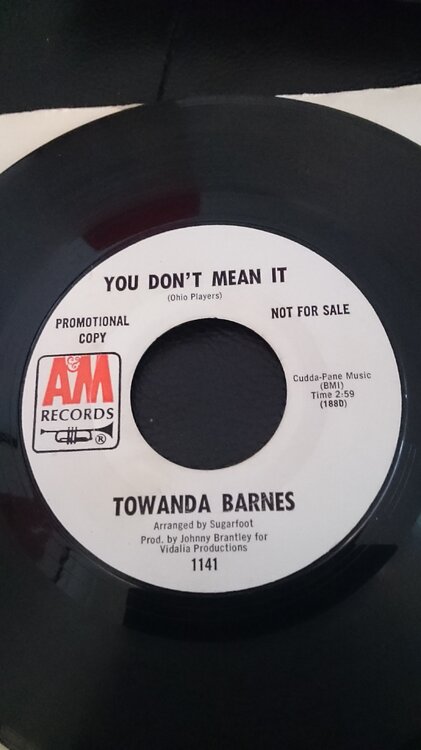 YOU DON'T MEAN IT
(Ohio Players)
PROMOTIONAL
COPY
NOT FOR SALE
A&M
RECORDS
®
Cudda-Pane Music
(BMI)
Time 2:59
(1880)
TOWANDA BARNES
Arranged by Sugarfoot
Prod. by Johnny Brantley for
Vidalia Productions
1141